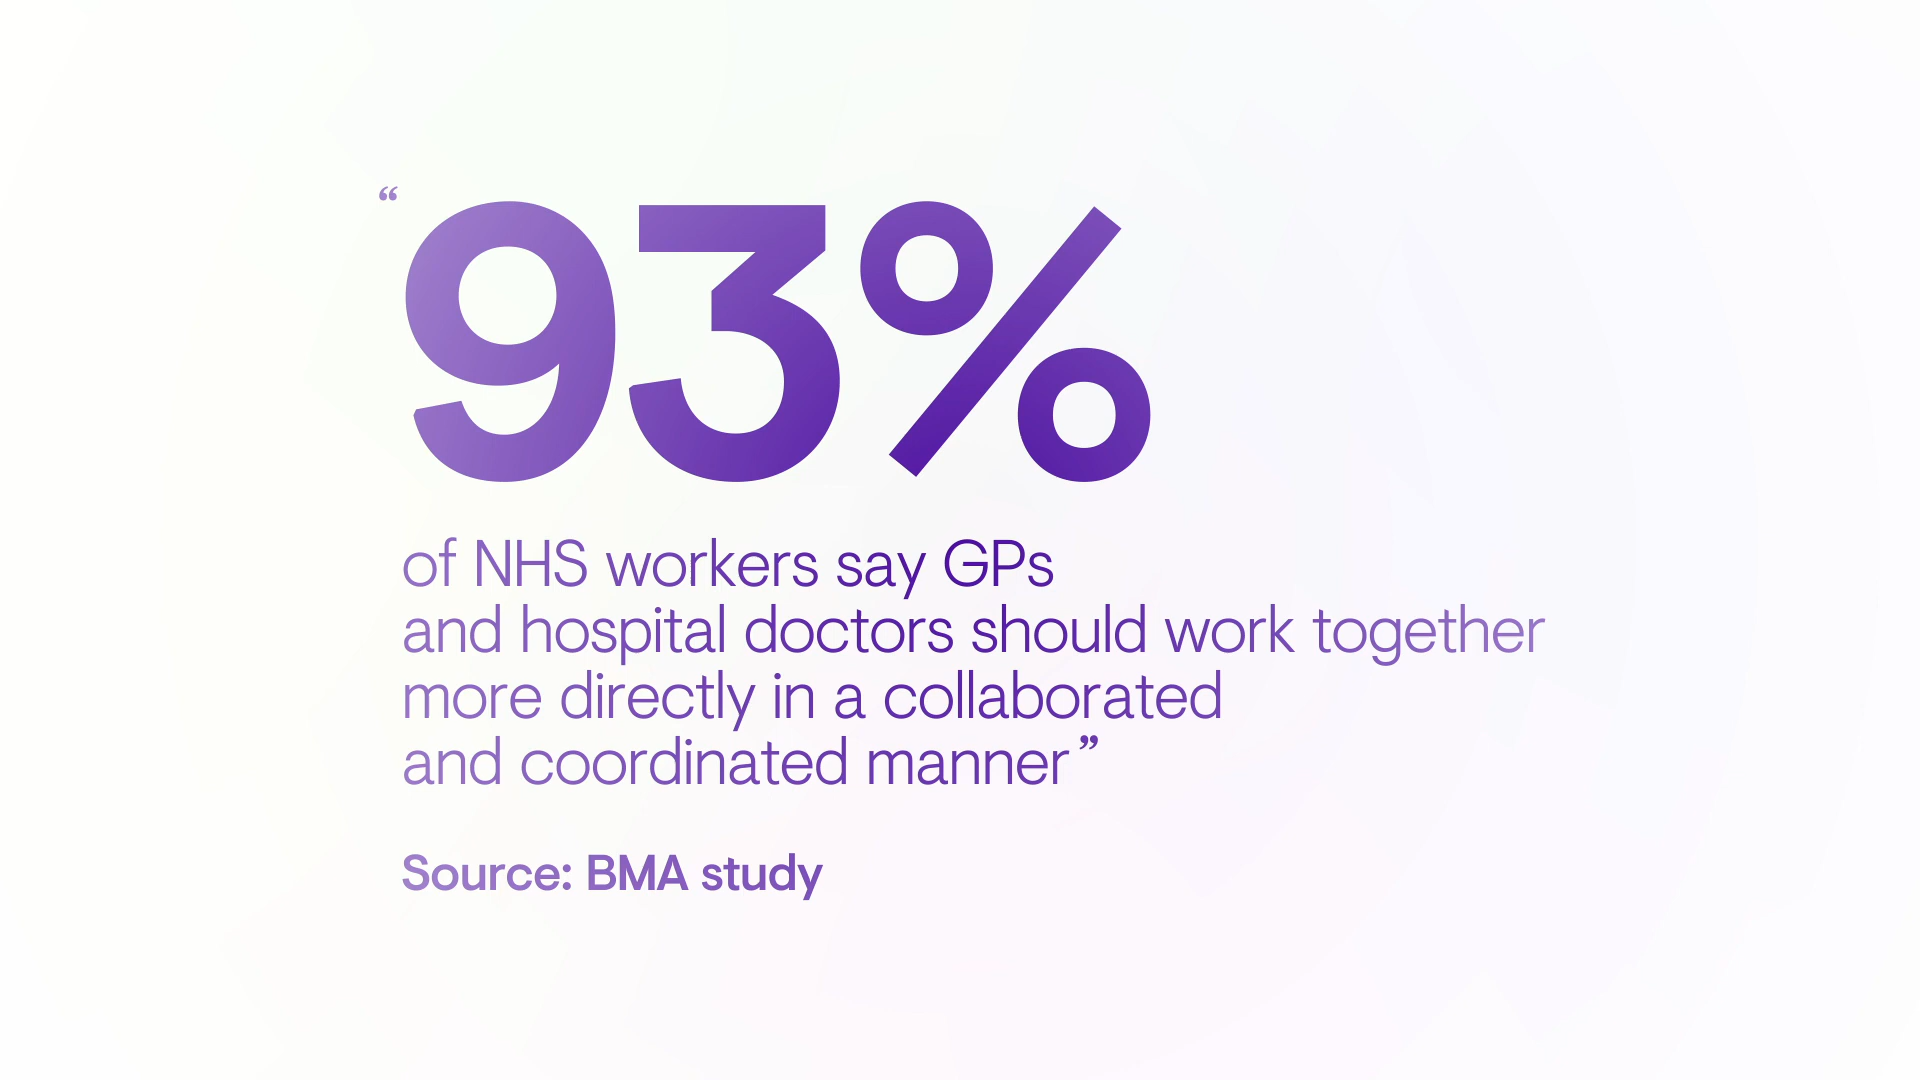 “93%
of NHS workers say GPs
and hospital doctors should work together
more directly in a collaborated
and coordinated manner”
Source: BMA study